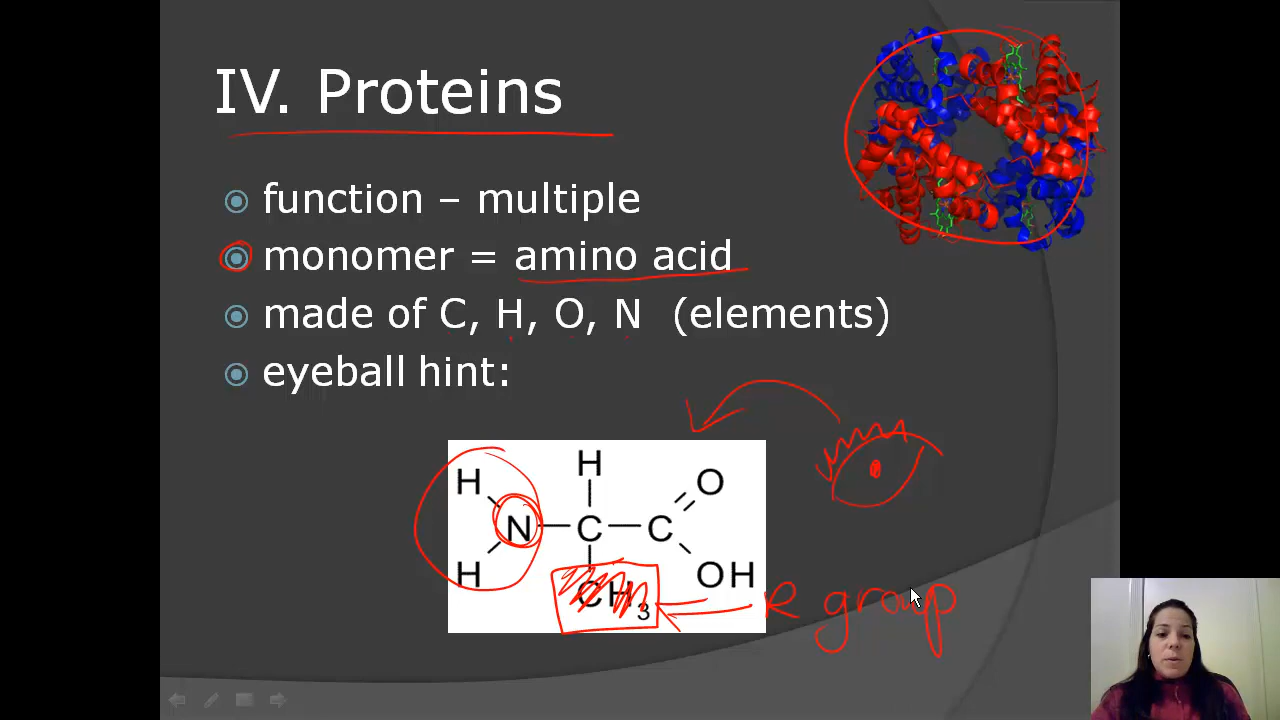 IV. Proteins
function – multiple
monomer = amino acid
made of C, H, O, N (elements)
eyeball hint:
H H O
N C C
H CH3 OH
R group